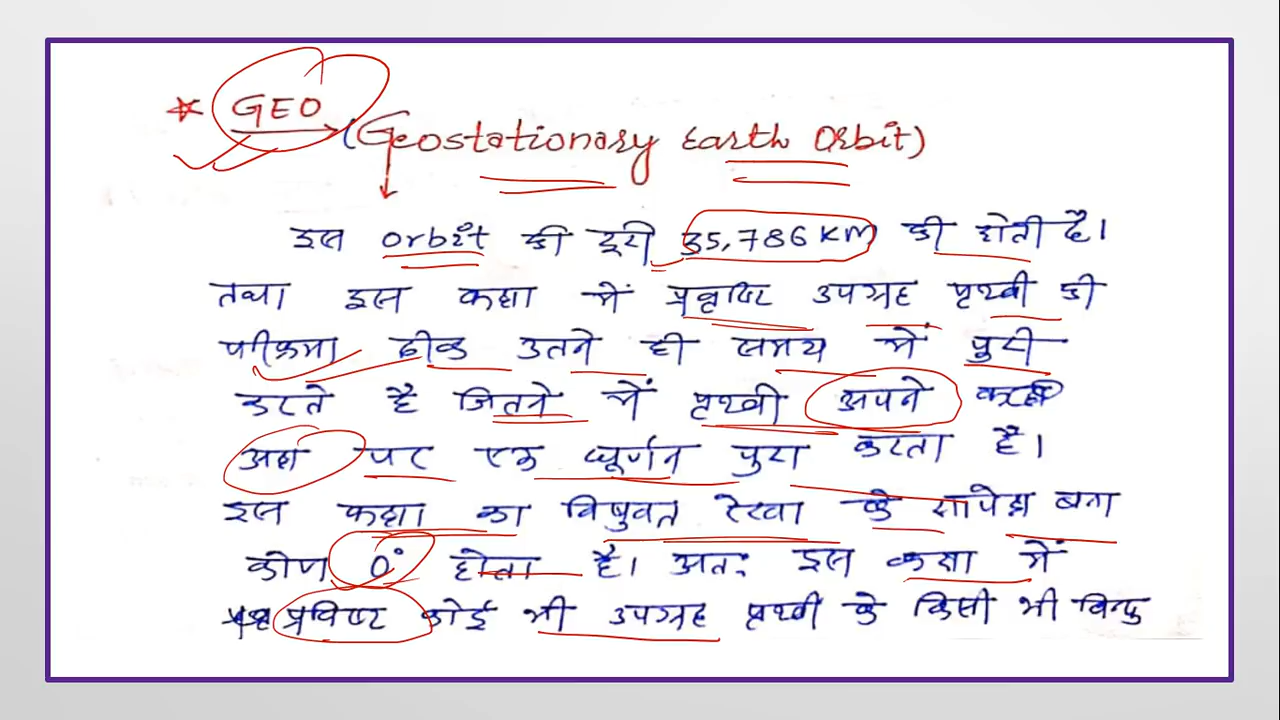 * GEO
(Geostationary Earth Orbit)
इस orbit की दूरी 35,786 KM की होती है।
तथा इस कक्षा में प्रविष्टि उपग्रह पृथ्वी की
परीक्रमा ठीक उतने ही समय में पुरी
करते है जितने में पृथ्वी अपने
अक्ष पर एक घूर्णन पुरा करता है।
इस कक्षा का विषुवत रेखा के सापेक्ष बना
कोण 0° होता है। अतः इस कक्षा में
प्रविष्ट कोई भी उपग्रह पृथ्वी के किसी भी बिन्दु